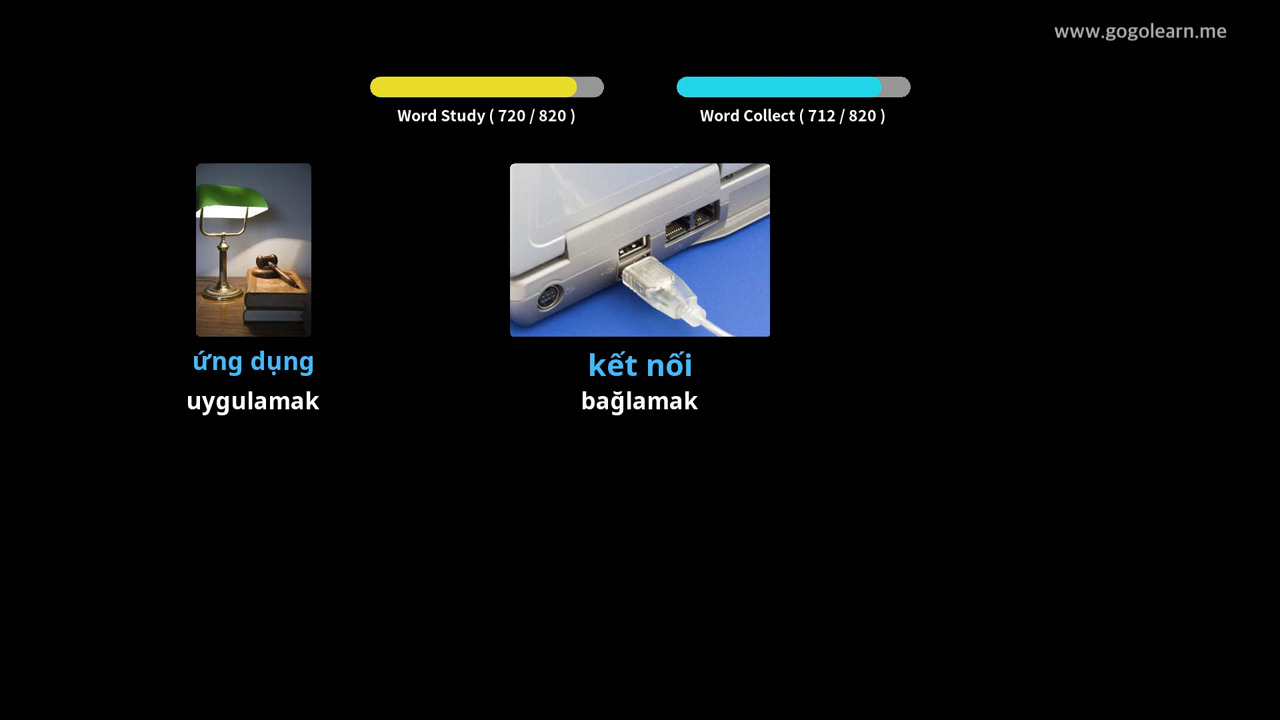 www.gogolearn.me
Word Study ( 720 / 820 )
Word Collect ( 712 / 820 )
ứng dụng
uygulamak
kết nối
bağlamak